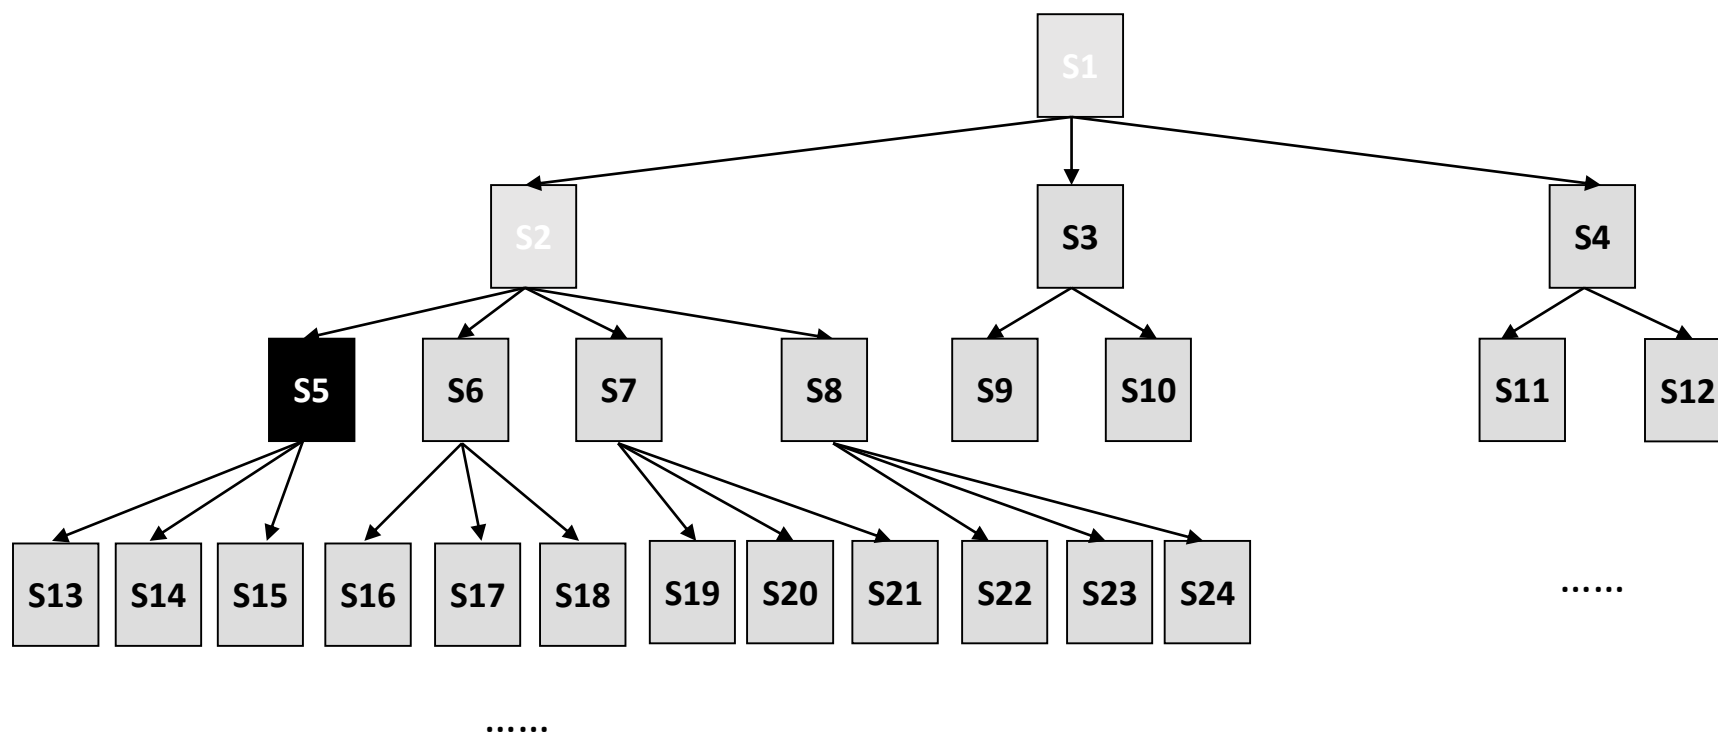 S1
S2
S3
S4
S5
S6
S7
S8
S9
S10
S11
S12
S13
S14
S15
S16
S17
S18
S19
S20
S21
S22
S23
S24
......
......